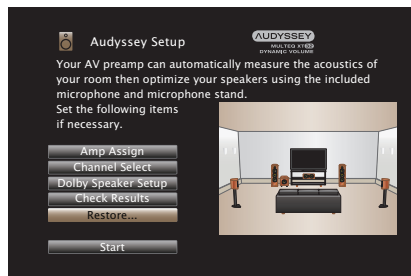 Audyssey Setup
AUDYSSEY
MULTEQ XT32
DYNAMIC VOLUME
Your AV preamp can automatically measure the acoustics of
your room then optimize your speakers using the included
microphone and microphone stand.
Set the following items
if necessary.
Amp Assign
Channel Select
Dolby Speaker Setup
Check Results
Restore...
Start